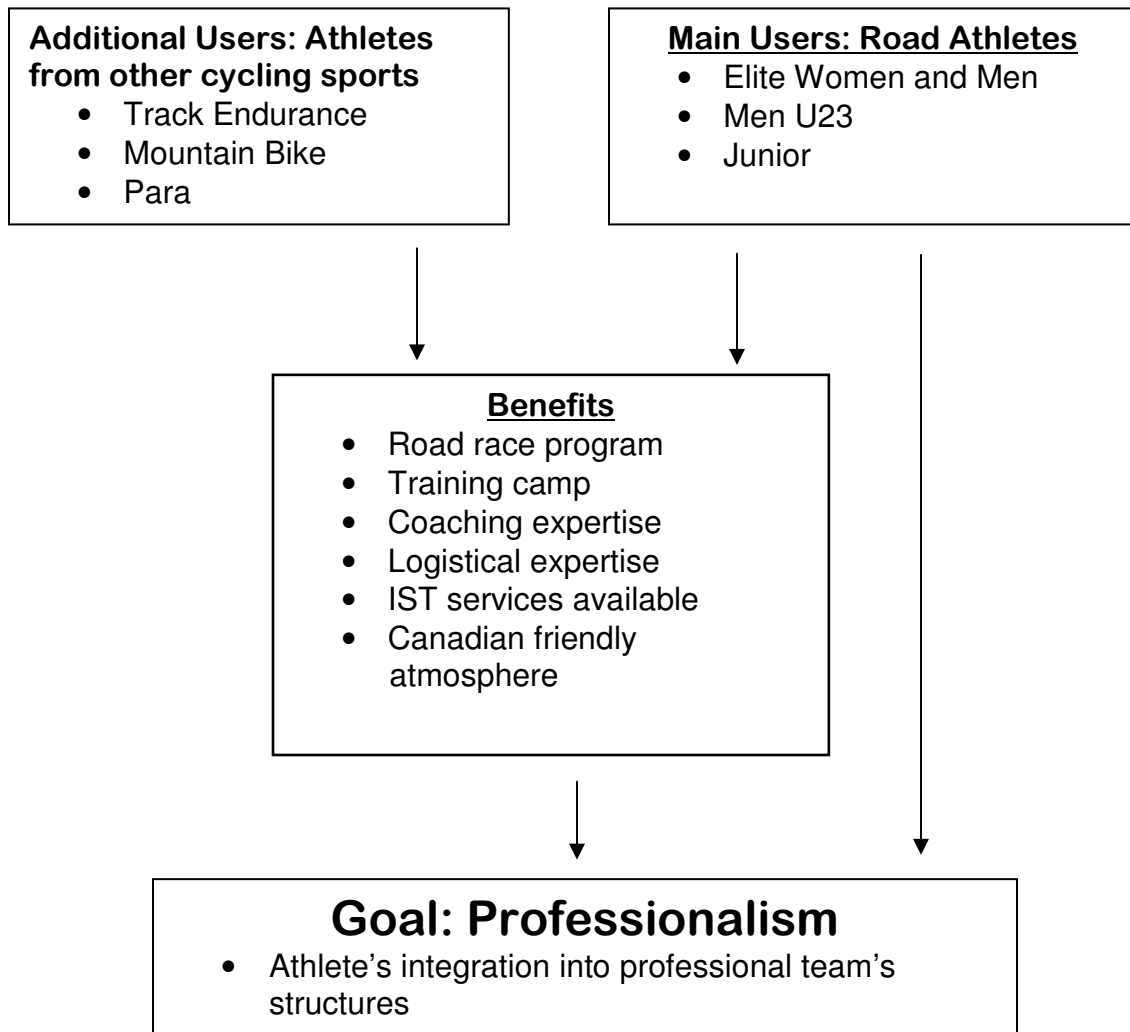 Additional Users: Athletes
from other cycling sports
• Track Endurance
• Mountain Bike
• Para
Main Users: Road Athletes
• Elite Women and Men
• Men U23
• Junior
Benefits
• Road race program
• Training camp
• Coaching expertise
• Logistical expertise
• IST services available
• Canadian friendly
atmosphere
Goal: Professionalism
• Athlete’s integration into professional team’s
structures